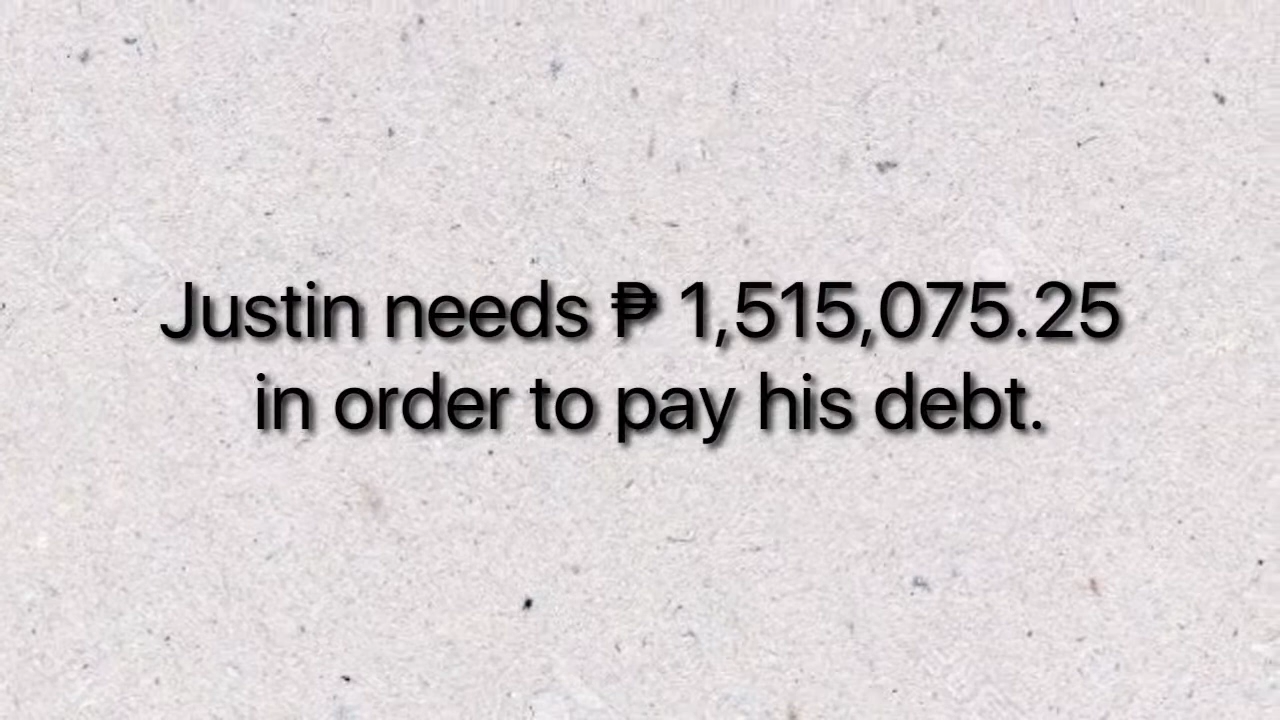 Justin needs ₱ 1,515,075.25
in order to pay his debt.